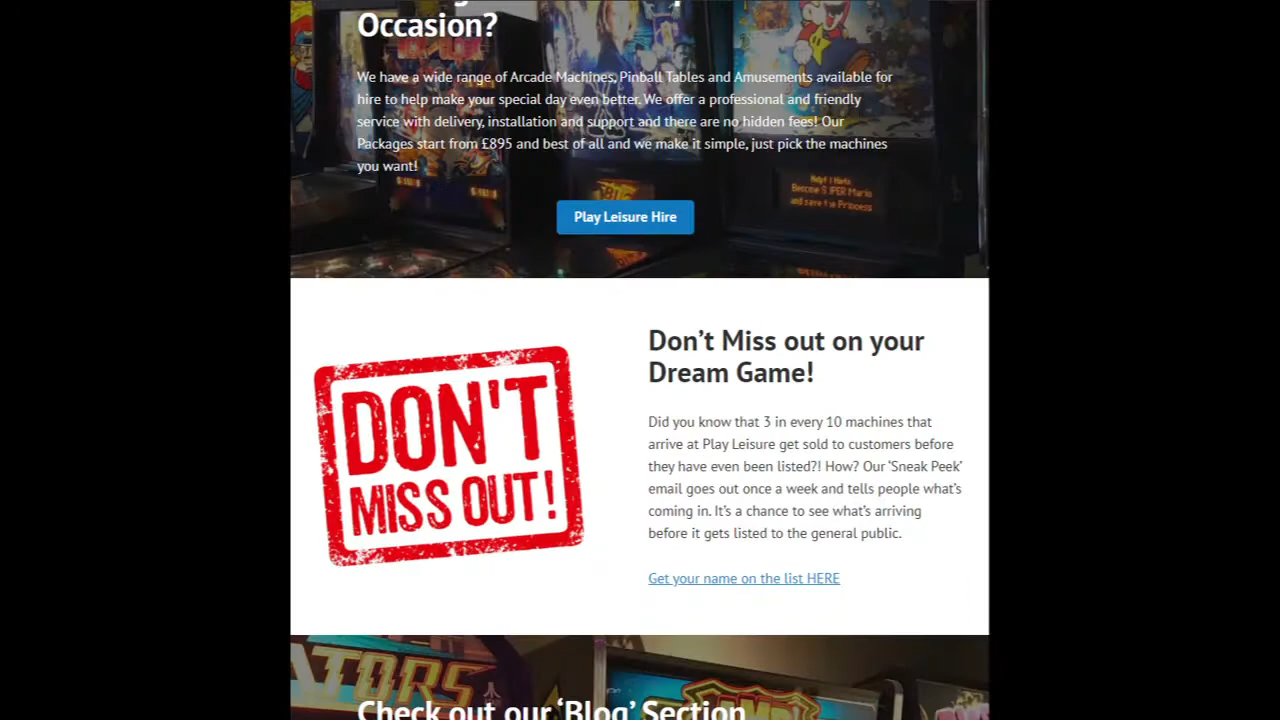 Occasion?
We have a wide range of Arcade Machines, Pinball Tables and Amusements available for
hire to help make your special day even better. We offer a professional and friendly
service with delivery, installation and support and there are no hidden fees! Our
Packages start from £895 and best of all and we make it simple, just pick the machines
you want!
Help! I Hate
and save the Princess
Play Leisure Hire
DON'T
MISS OUT!
Don’t Miss out on your
Dream Game!
Did you know that 3 in every 10 machines that
arrive at Play Leisure get sold to customers before
they have even been listed?! How? Our ‘Sneak Peek’
email goes out once a week and tells people what’s
coming in. It’s a chance to see what’s arriving
before it gets listed to the general public.
Get your name on the list HERE
ATORS
Check out our ‘Blog’ Section